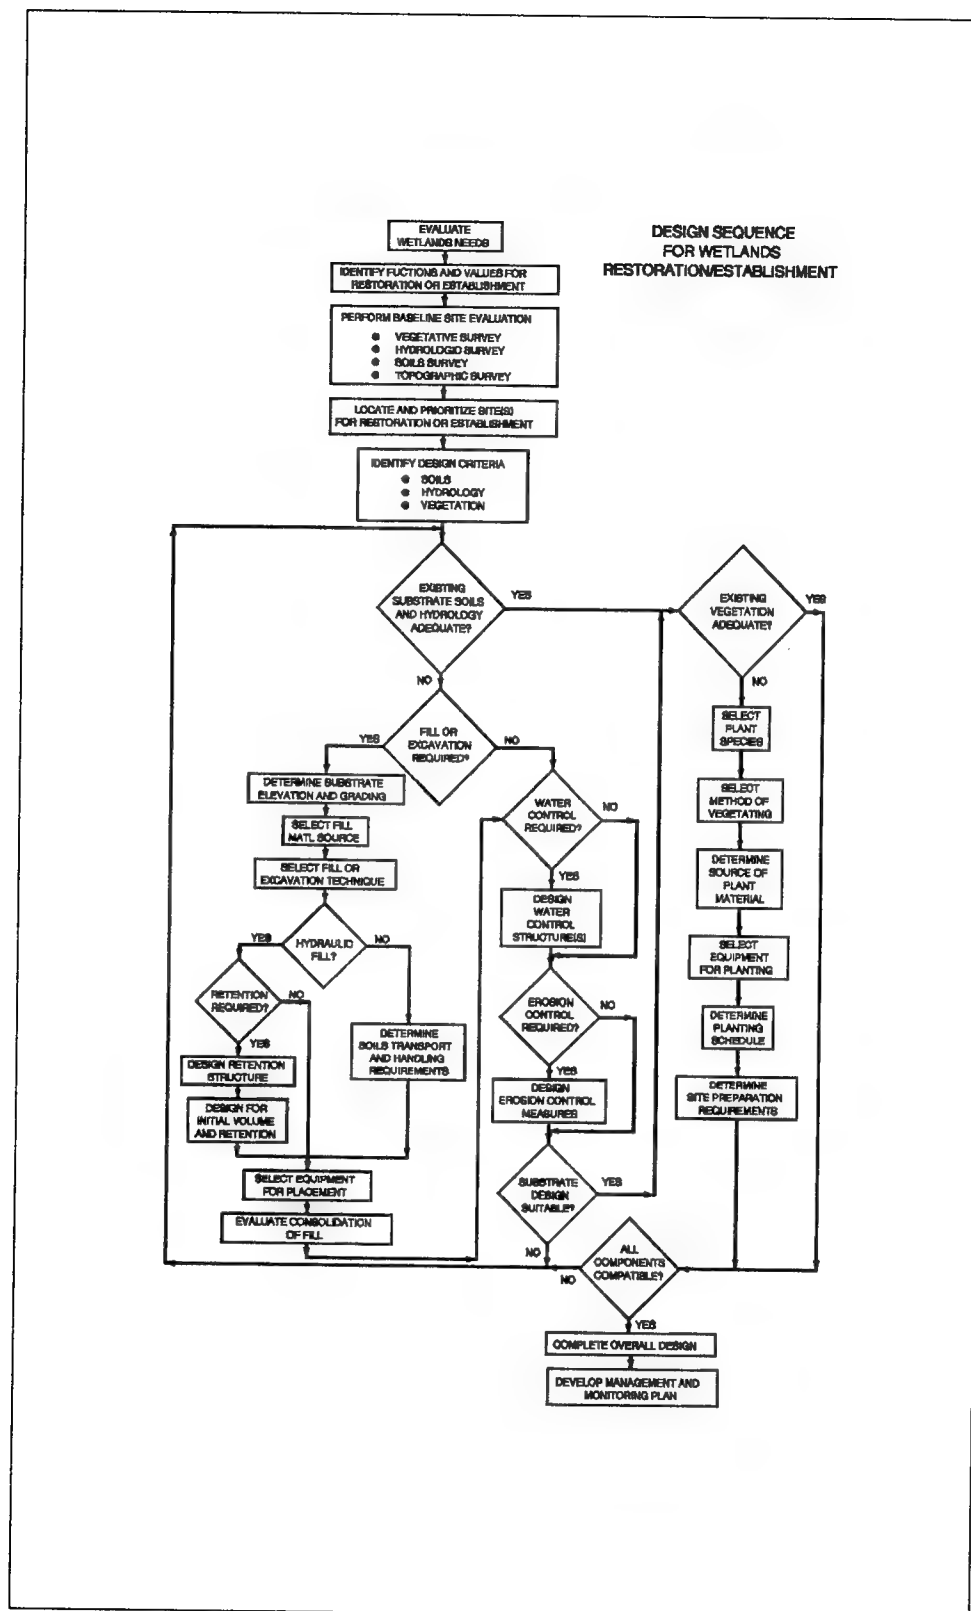 DESIGN SEQUENCE
FOR WETLANDS
RESTORATION/ESTABLISHMENT
EVALUATE
WETLANDS NEEDS
IDENTIFY FUCTIONS AND VALUES FOR
RESTORATION OR ESTABLISHMENT
PERFORM BASELINE SITE EVALUATION
● VEGETATIVE SURVEY
● HYDROLOGIC SURVEY
● SOILS SURVEY
● TOPOGRAPHIC SURVEY
LOCATE AND PRIORITIZE SITE(S)
FOR RESTORATION OR ESTABLISHMENT
IDENTIFY DESIGN CRITERIA
● SOILS
● HYDROLOGY
● VEGETATION
EXISTING
SUBSTRATE SOILS
AND HYDROLOGY
ADEQUATE?
YES
NO
EXISTING
VEGETATION
ADEQUATE?
YES
NO
FILL OR
EXCAVATION
REQUIRED?
YES
NO
DETERMINE SUBSTRATE
ELEVATION AND GRADING
SELECT FILL
MATL SOURCE
SELECT FILL OR
EXCAVATION TECHNIQUE
HYDRAULIC
FILL?
YES
NO
RETENTION
REQUIRED?
NO
YES
DESIGN RETENTION
STRUCTURE
DESIGN FOR
INITIAL VOLUME
AND RETENTION
DETERMINE
SOILS TRANSPORT
AND HANDLING
REQUIREMENTS
SELECT EQUIPMENT
FOR PLACEMENT
EVALUATE CONSOLIDATION
OF FILL
WATER
CONTROL
REQUIRED?
NO
YES
DESIGN
WATER
CONTROL
STRUCTURE(S)
EROSION
CONTROL
REQUIRED?
NO
YES
DESIGN
EROSION CONTROL
MEASURES
SUBSTRATE
DESIGN
SUITABLE?
YES
NO
SELECT
PLANT
SPECIES
SELECT
METHOD OF
VEGETATING
DETERMINE
SOURCE OF
PLANT
MATERIAL
SELECT
EQUIPMENT
FOR PLANTING
DETERMINE
PLANTING
SCHEDULE
DETERMINE
SITE PREPARATION
REQUIREMENTS
ALL
COMPONENTS
COMPATIBLE?
NO
YES
COMPLETE OVERALL DESIGN
DEVELOP MANAGEMENT AND
MONITORING PLAN